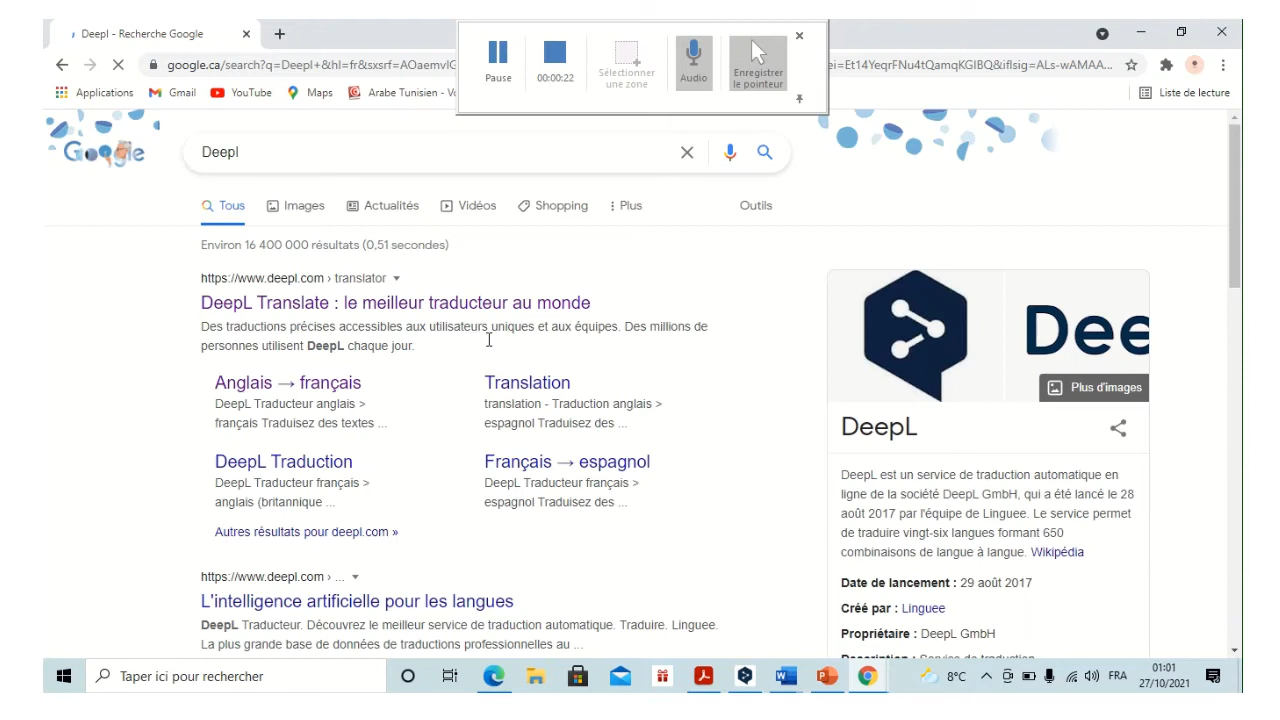 Deepl - Recherche Google
google.ca/search?q=Deepl+&hl=fr&sxsrf=AOaemvlG
ei=Et14YeqrFNu4tQamqKGIBQ&iflsig=ALs-wAMAA...
Pause
00:00:22
Sélectionner
une zone
Audio
Enregistrer
le pointeur
Applications
Gmail
YouTube
Maps
Arabe Tunisien - Vo
Liste de lecture
Google
Deepl
Tous
Images
Actualités
Vidéos
Shopping
Plus
Outils
Environ 16 400 000 résultats (0,51 secondes)
https://www.deepl.com › translator
DeepL Translate : le meilleur traducteur au monde
Des traductions précises accessibles aux utilisateurs uniques et aux équipes. Des millions de
personnes utilisent DeepL chaque jour.
Anglais → français
DeepL Traducteur anglais >
français Traduisez des textes ...
Translation
translation - Traduction anglais >
espagnol Traduisez des ...
DeepL Traduction
DeepL Traducteur français >
anglais (britannique ...
Français → espagnol
DeepL Traducteur français >
espagnol Traduisez des ...
Autres résultats pour deepl.com »
https://www.deepl.com › ...
L'intelligence artificielle pour les langues
DeepL Traducteur. Découvrez le meilleur service de traduction automatique. Traduire. Linguee.
La plus grande base de données de traductions professionnelles au ...
Dee
Plus d'images
DeepL
DeepL est un service de traduction automatique en
ligne de la société DeepL GmbH, qui a été lancé le 28
août 2017 par l'équipe de Linguee. Le service permet
de traduire vingt-six langues formant 650
combinaisons de langue à langue. Wikipédia
Date de lancement : 29 août 2017
Créé par : Linguee
Propriétaire : DeepL GmbH
Description : Service de traduction
Taper ici pour rechercher
8°C
FRA
01:01
27/10/2021